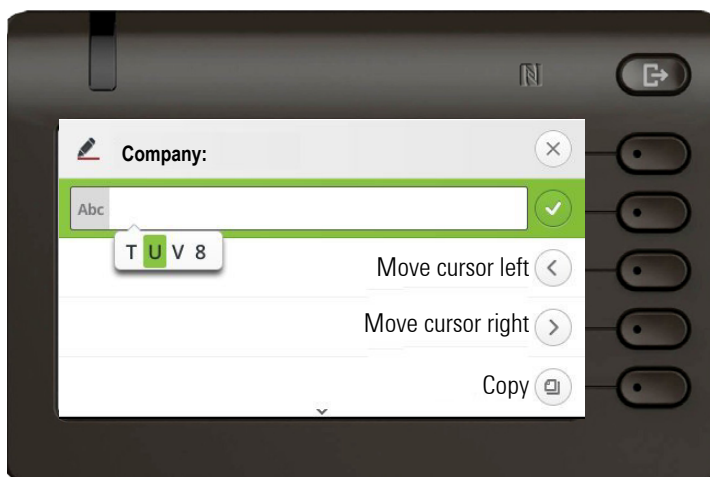 Company:
Abc
T U V 8
Move cursor left
Move cursor right
Copy